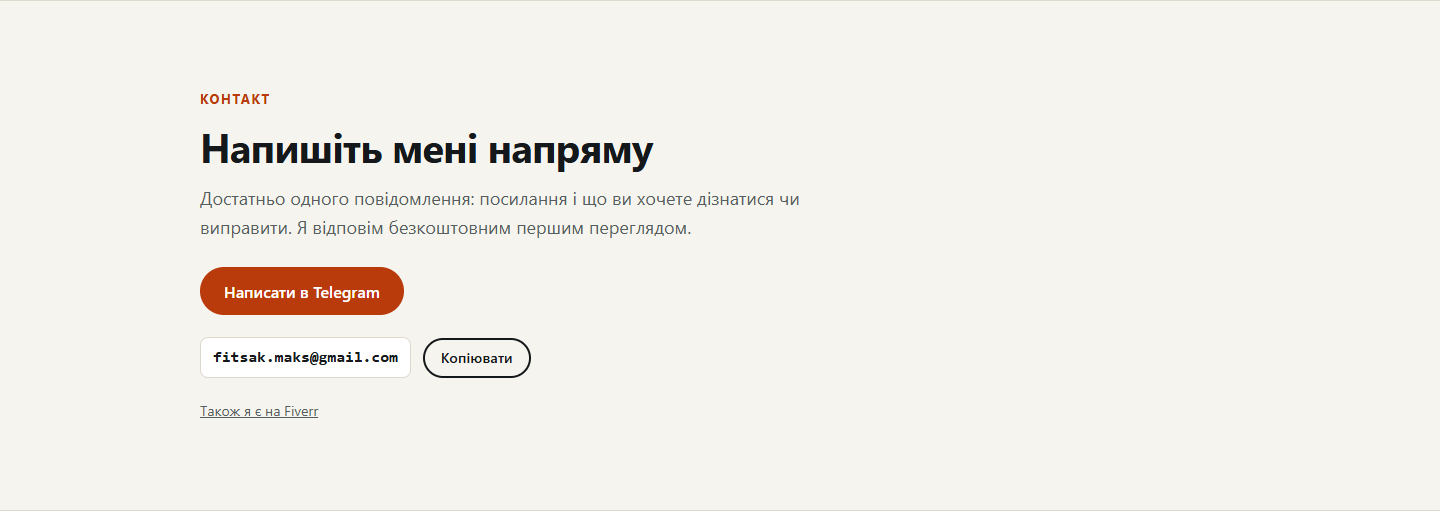 КОНТАКТ
Напишіть мені напряму
Достатньо одного повідомлення: посилання і що ви хочете дізнатися чи
виправити. Я відповім безкоштовним першим переглядом.
Написати в Telegram
fitsak.maks@gmail.com
Копіювати
Також я є на Fiverr